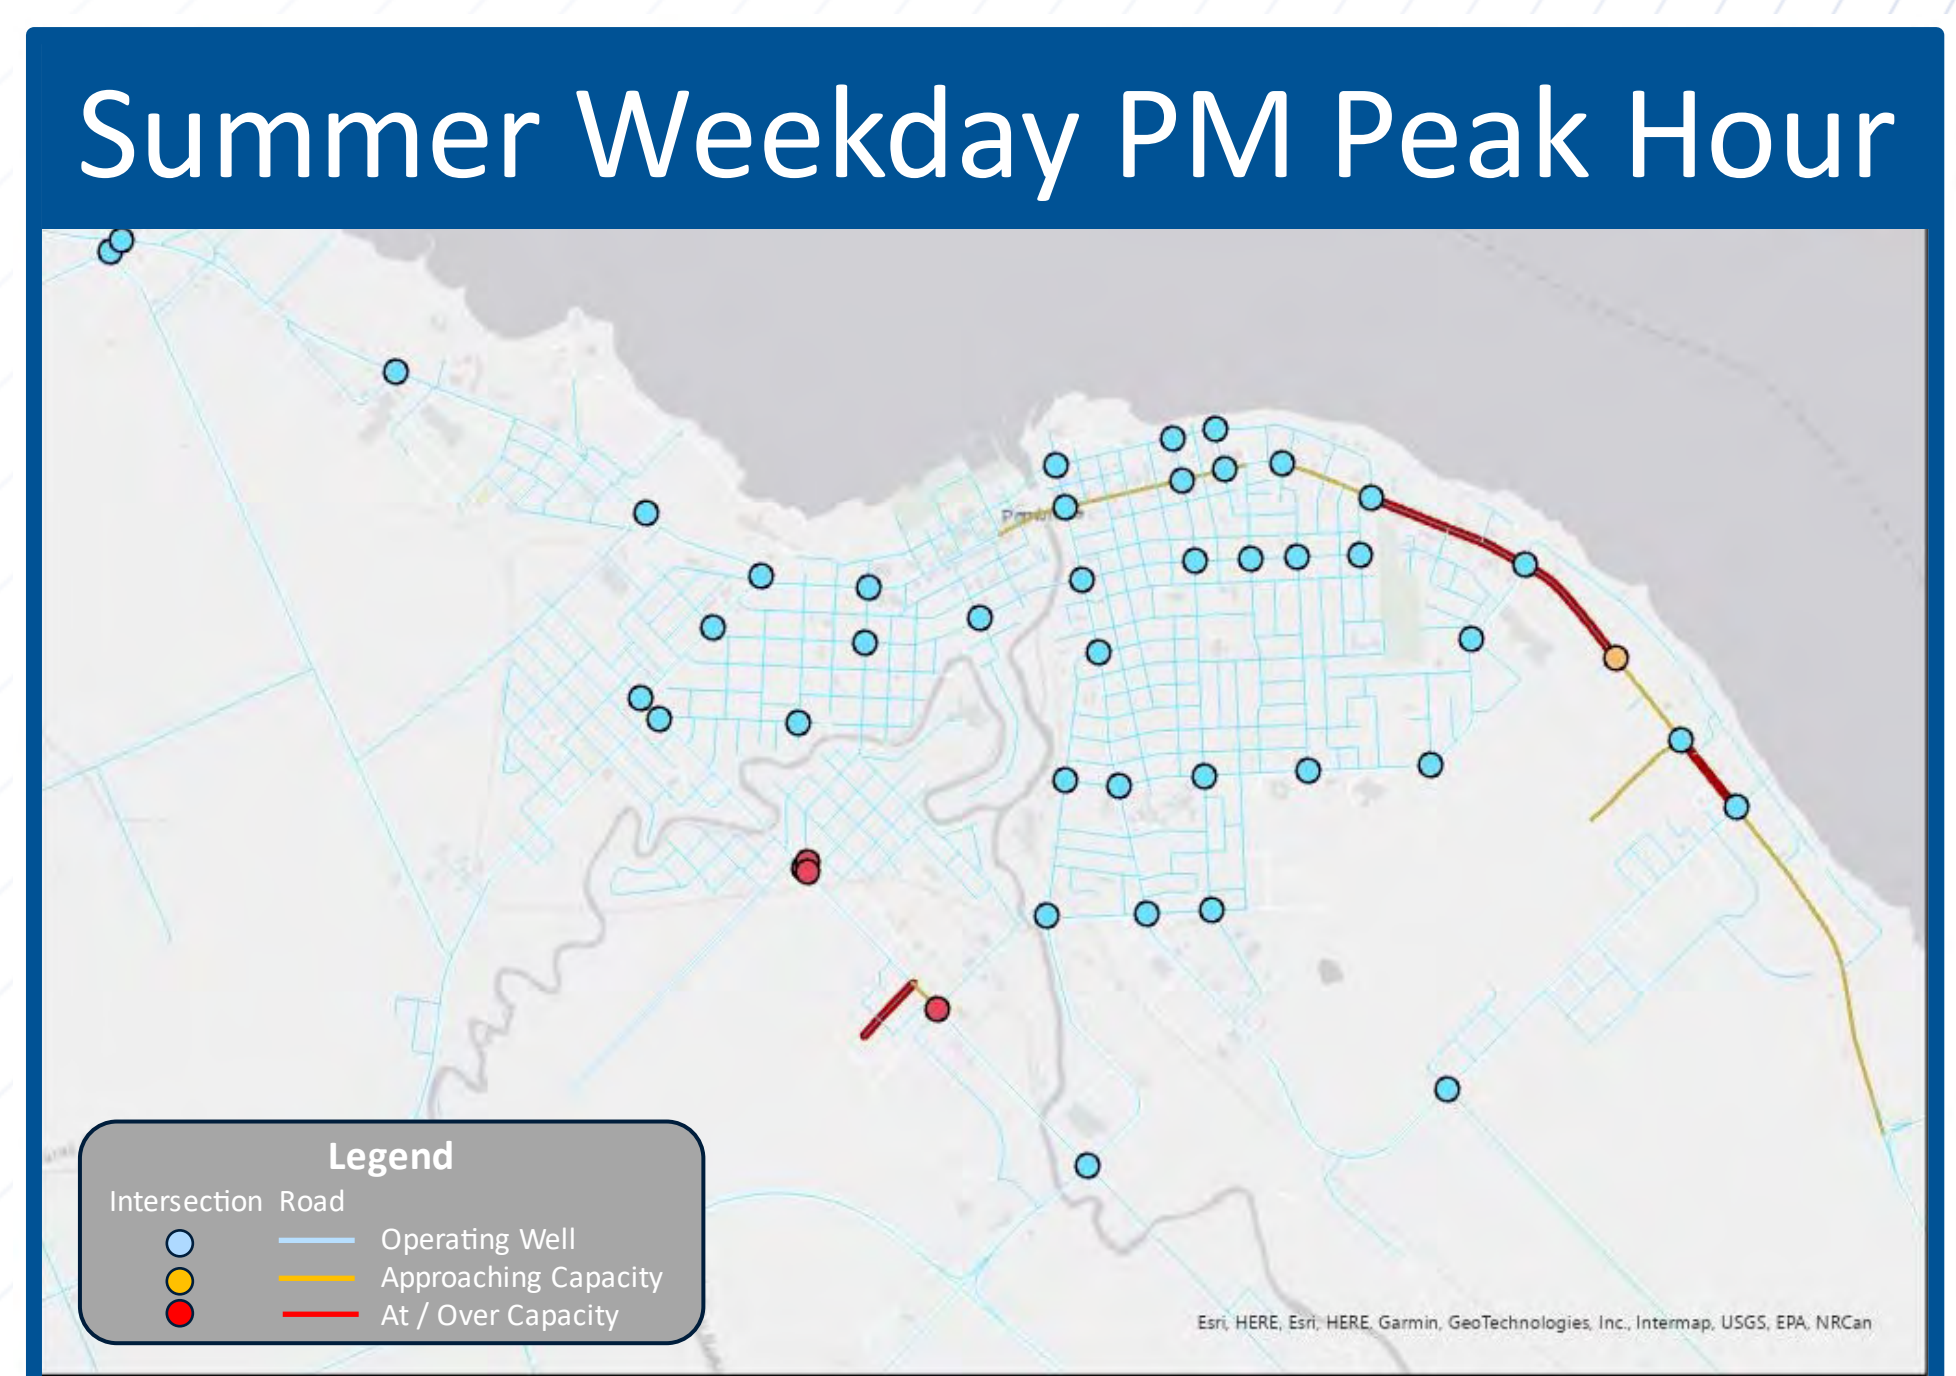 Summer Weekday PM Peak Hour
Legend
Intersection Road
Operating Well
Approaching Capacity
At / Over Capacity
Esri, HERE, Esri, HERE, Garmin, GeoTechnologies, Inc., Intermap, USGS, EPA, NRCan